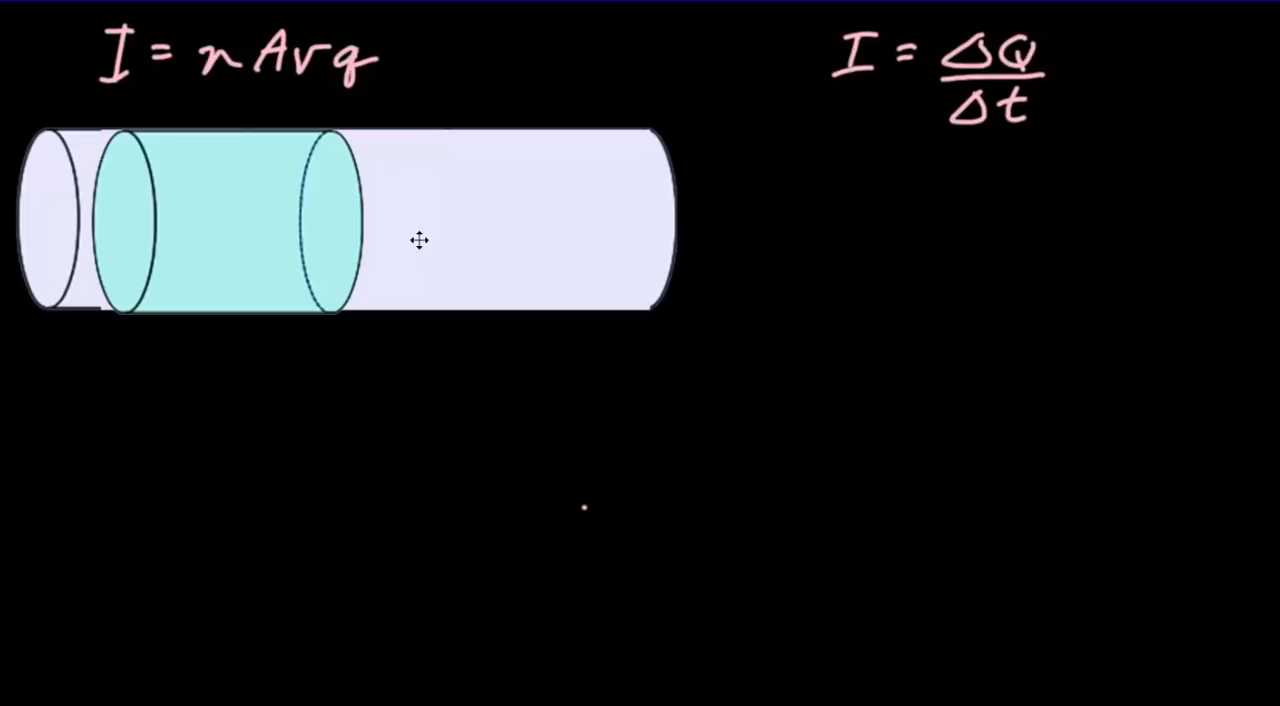 I = nAvq
I = ΔQ/Δt